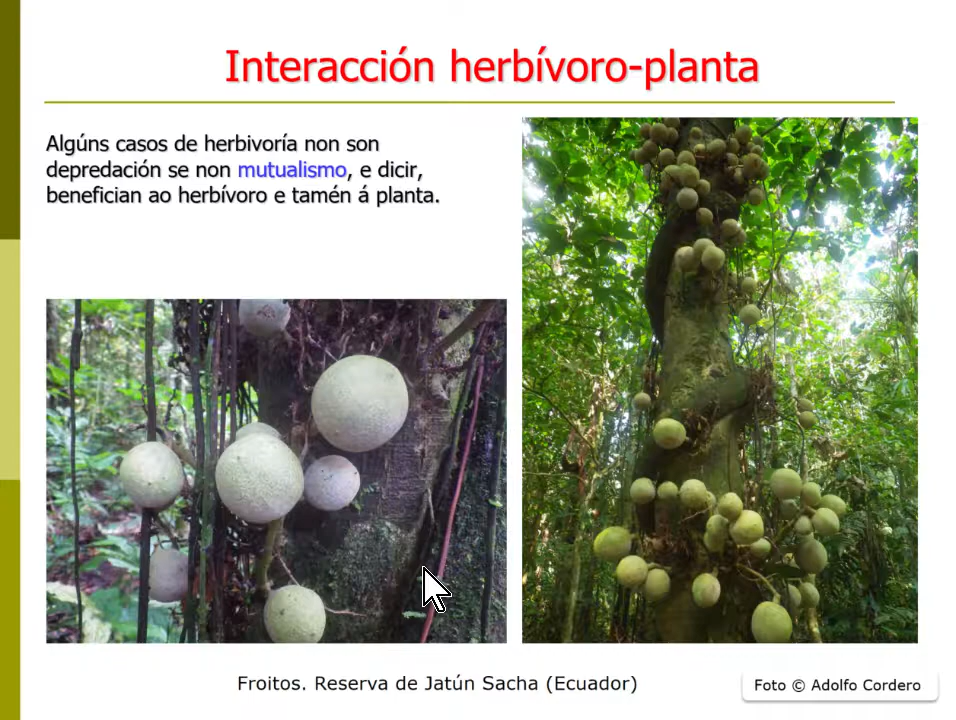 Interacción herbívoro-planta
Algúns casos de herbivoría non son
depredación se non mutualismo, e dicir,
benefician ao herbívoro e tamén á planta.
Froitos. Reserva de Jatún Sacha (Ecuador)
Foto © Adolfo Cordero